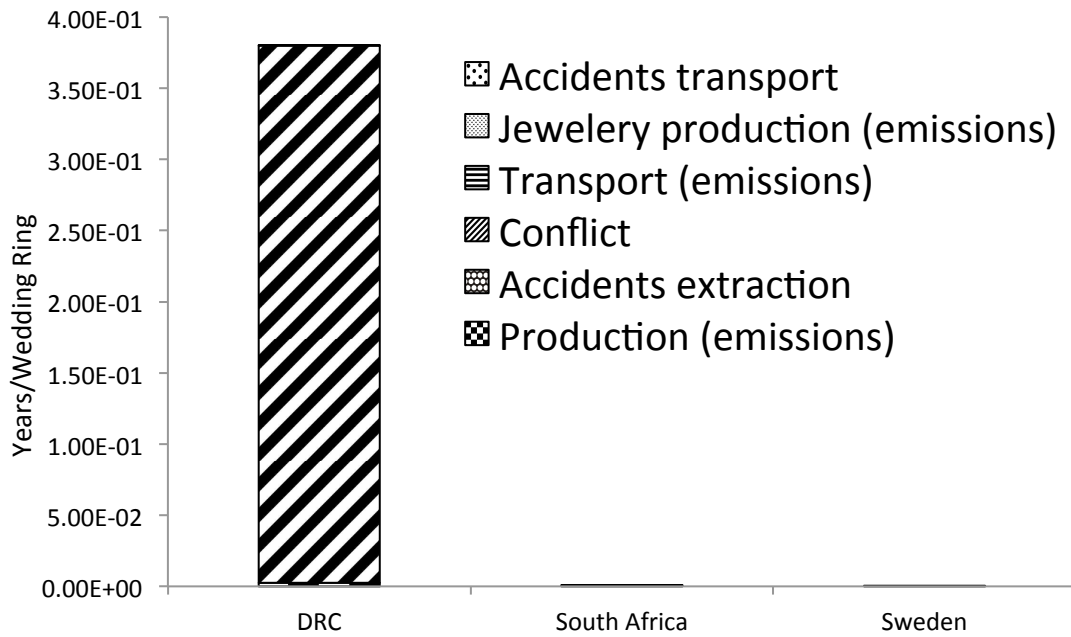 4.00E-01
3.50E-01
3.00E-01
2.50E-01
2.00E-01
1.50E-01
1.00E-01
5.00E-02
0.00E+00
Years/Wedding Ring
Accidents transport
Jewelery production (emissions)
Transport (emissions)
Conflict
Accidents extraction
Production (emissions)
DRC
South Africa
Sweden